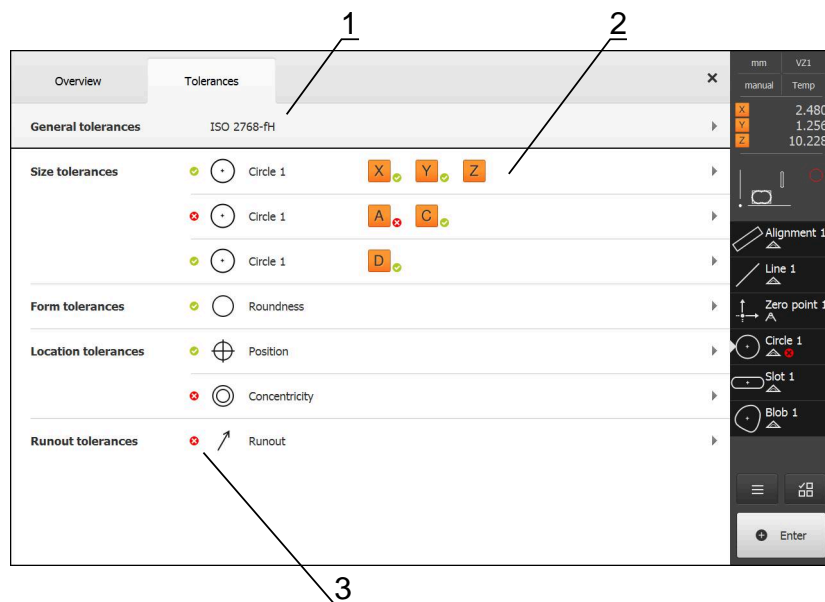 1
2
Overview
Tolerances
×
General tolerances
ISO 2768-fH
Size tolerances
Circle 1
X
Y
Z
Circle 1
A
C
Circle 1
D
Form tolerances
Roundness
Location tolerances
Position
Concentricity
Runout tolerances
Runout
3
mm
VZ1
manual
Temp
X
2.480
Y
1.256
Z
10.228
Alignment 1
Line 1
Zero point 1
Circle 1
Slot 1
Blob 1
Enter